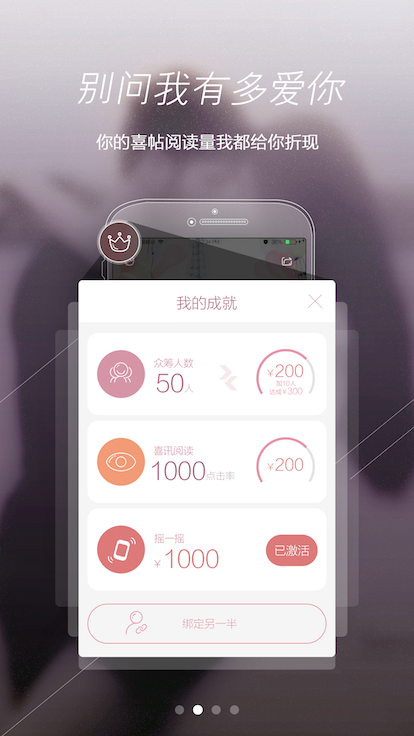 别问我有多爱你
你的喜帖阅读量我都给你折现
我的成就
众筹人数
50人
¥200
加10人
达成¥300
喜讯阅读
1000点击率
¥200
摇一摇
¥1000
已激活
绑定另一半